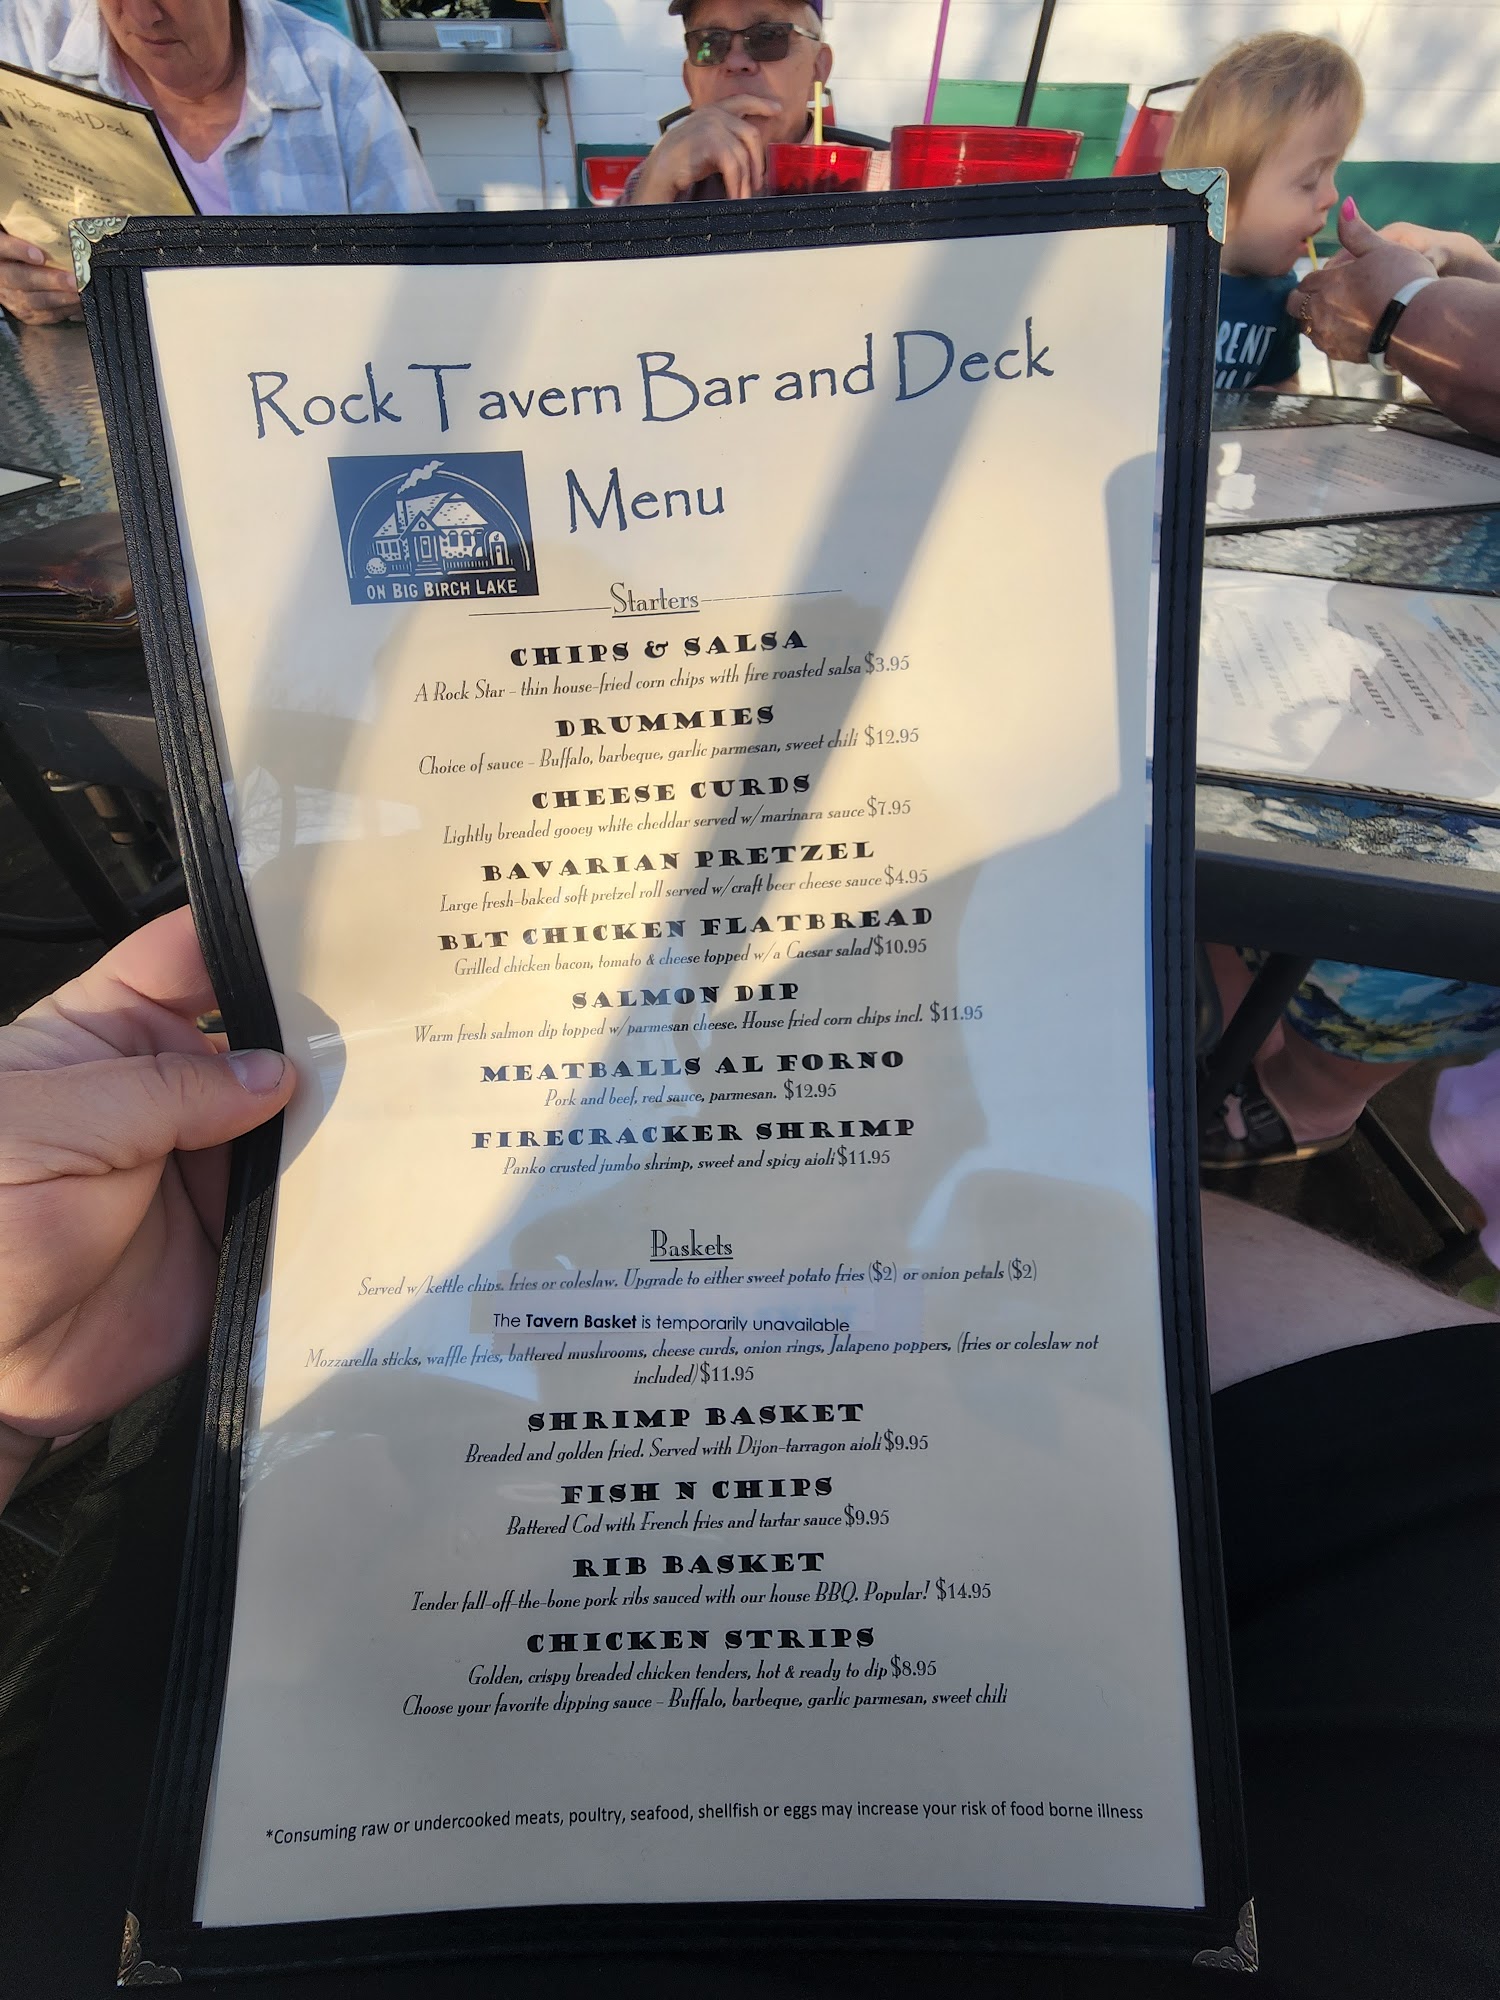 Rock Tavern Bar and Deck
Menu
ON BIG BIRCH LAKE
Starters
CHIPS & SALSA
A Rock Star - thin house-fried corn chips with fire roasted salsa $3.95
DRUMMIES
Choice of sauce - Buffalo, barbeque, garlic parmesan, sweet chili $12.95
CHEESE CURDS
Lightly breaded gooey white cheddar served w/marinara sauce $7.95
BAVARIAN PRETZEL
Large fresh-baked soft pretzel roll served w/craft beer cheese sauce $4.95
BLT CHICKEN FLATBREAD
Grilled chicken bacon, tomato & cheese topped w/a Caesar salad $10.95
SALMON DIP
Warm fresh salmon dip topped w/parmesan cheese. House fried corn chips incl. $11.95
MEATBALLS AL FORNO
Pork and beef, red sauce, parmesan. $12.95
FIRECRACKER SHRIMP
Panko crusted jumbo shrimp, sweet and spicy aioli $11.95
Baskets
Served w/kettle chips, fries or coleslaw. Upgrade to either sweet potato fries ($2) or onion petals ($2)
The Tavern Basket is temporarily unavailable
Mozzarella sticks, waffle fries, battered mushrooms, cheese curds, onion rings, Jalapeno poppers, (fries or coleslaw not
included) $11.95
SHRIMP BASKET
Breaded and golden fried. Served with Dijon-tarragon aioli $9.95
FISH N CHIPS
Battered Cod with French fries and tartar sauce $9.95
RIB BASKET
Tender fall-off-the-bone pork ribs sauced with our house BBQ. Popular! $14.95
CHICKEN STRIPS
Golden, crispy breaded chicken tenders, hot & ready to dip $8.95
Choose your favorite dipping sauce - Buffalo, barbeque, garlic parmesan, sweet chili
*Consuming raw or undercooked meats, poultry, seafood, shellfish or eggs may increase your risk of food borne illness
Bar and Deck
Menu